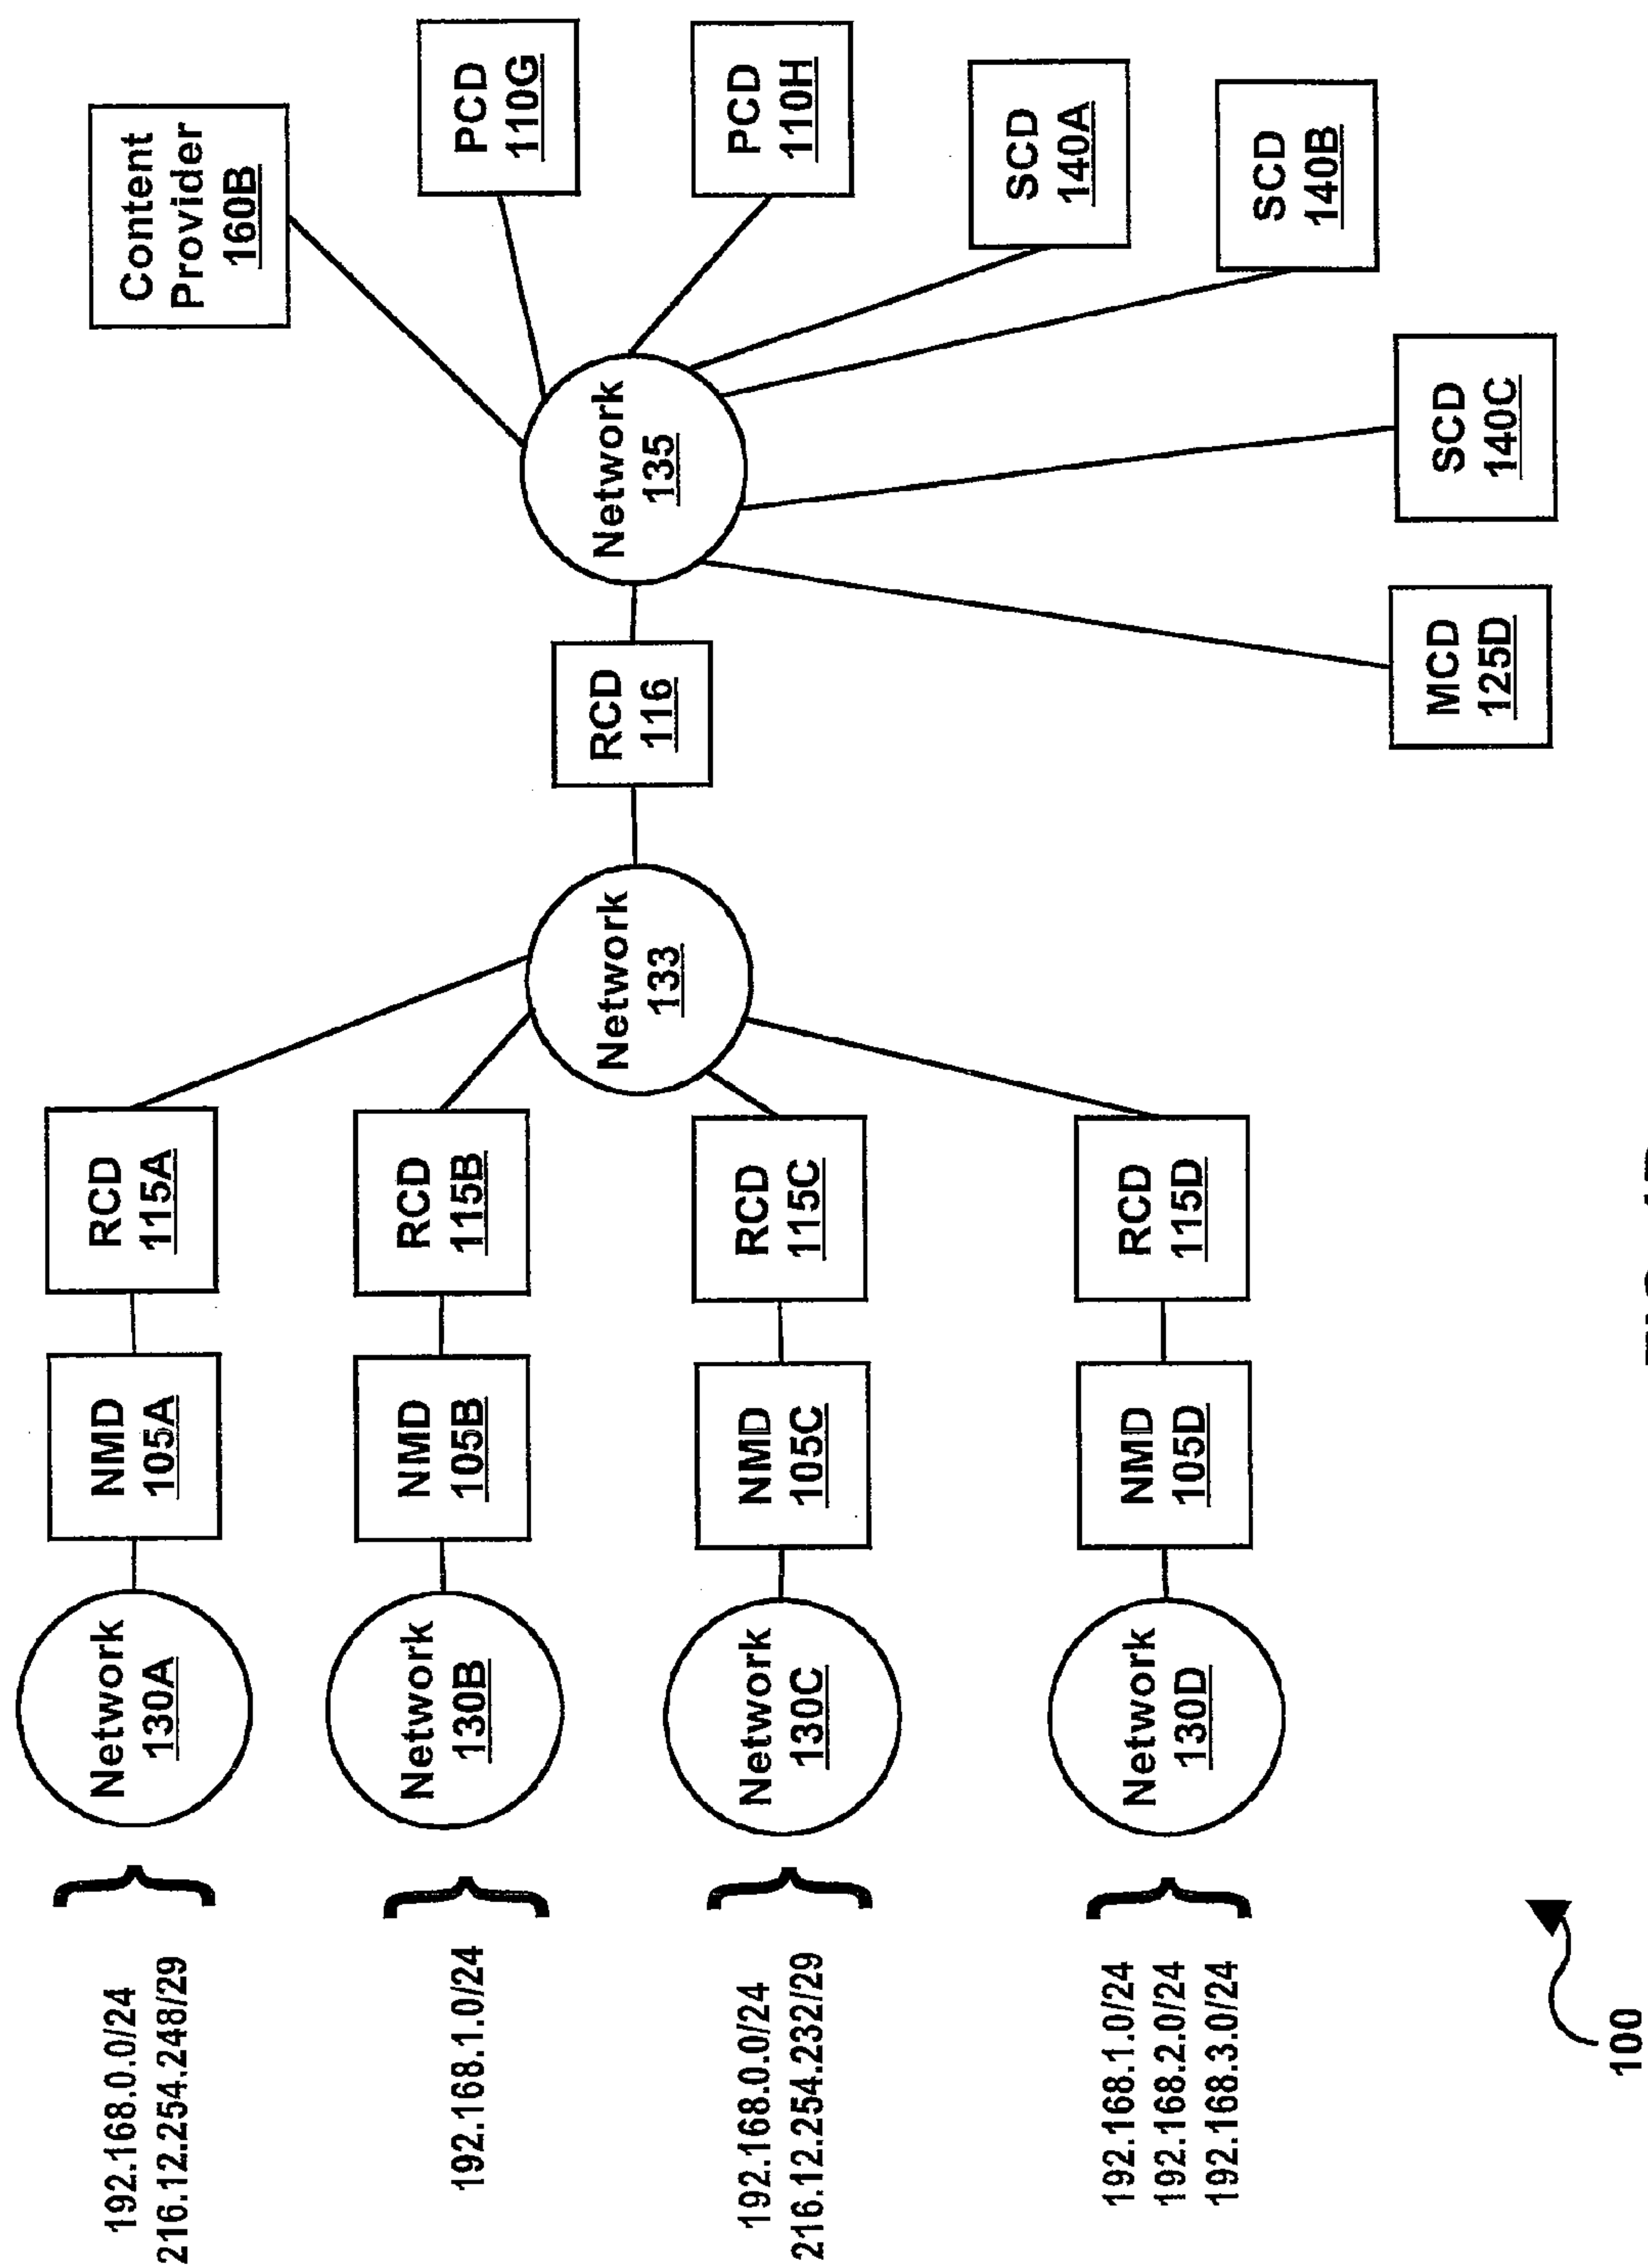 192.168.0.0/24
216.12.254.248/29
Network
130A
NMD
105A
RCD
115A
192.168.1.0/24
Network
130B
NMD
105B
RCD
115B
192.168.0.0/24
216.12.254.232/29
Network
130C
NMD
105C
RCD
115C
192.168.1.0/24
192.168.2.0/24
192.168.3.0/24
Network
130D
NMD
105D
RCD
115D
Network
133
RCD
116
Network
135
Content
Provider
160B
PCD
110G
PCD
110H
SCD
140A
SCD
140B
SCD
140C
MCD
125D
100